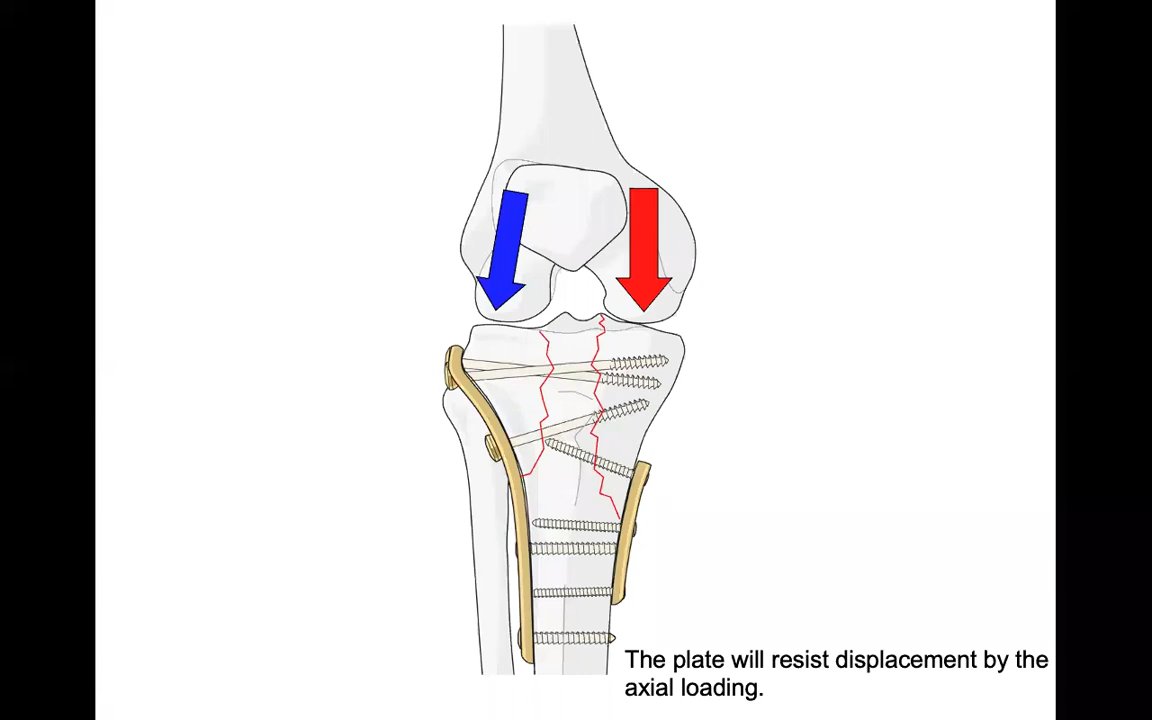 The plate will resist displacement by the
axial loading.